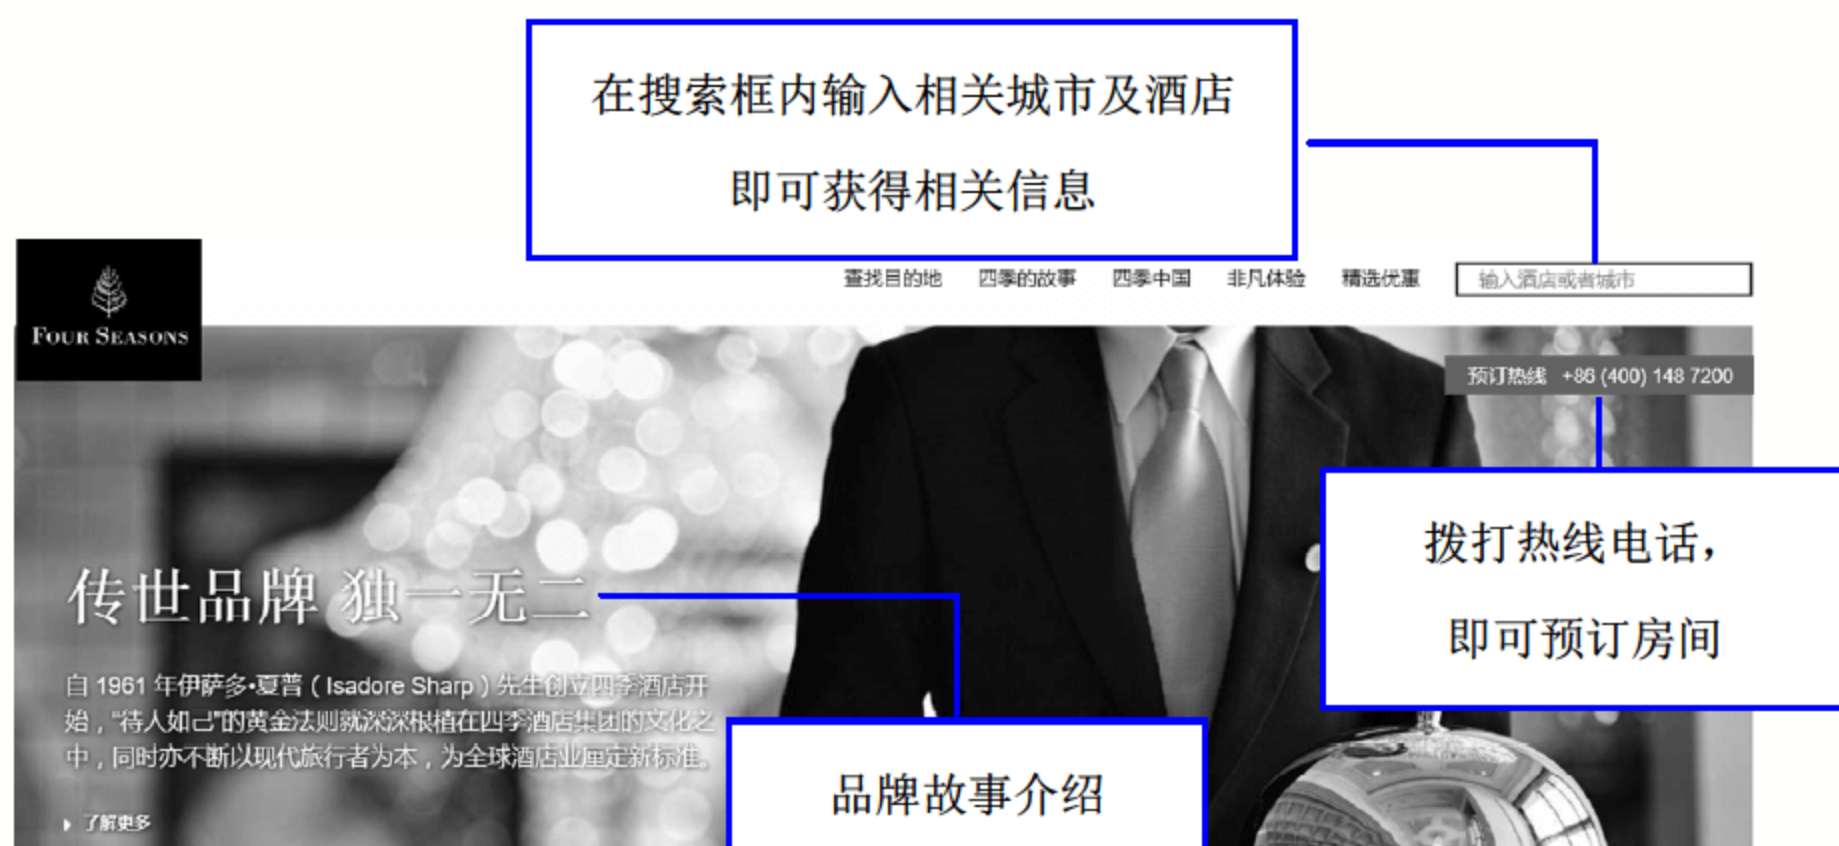 在搜索框内输入相关城市及酒店
即可获得相关信息
FOUR SEASONS
查找目的地 四季的故事 四季中国 非凡体验 精选优惠 输入酒店或者城市
预订热线 +86 (400) 148 7200
拨打热线电话，
即可预订房间
传世品牌 独一无二
自 1961 年伊萨多•夏普 ( Isadore Sharp ) 先生创立四季酒店开
始，“待人如己”的黄金法则就深深根植在四季酒店集团的文化之
中，同时亦不断以现代旅行者为本，为全球酒店业厘定新标准。
了解更多
品牌故事介绍